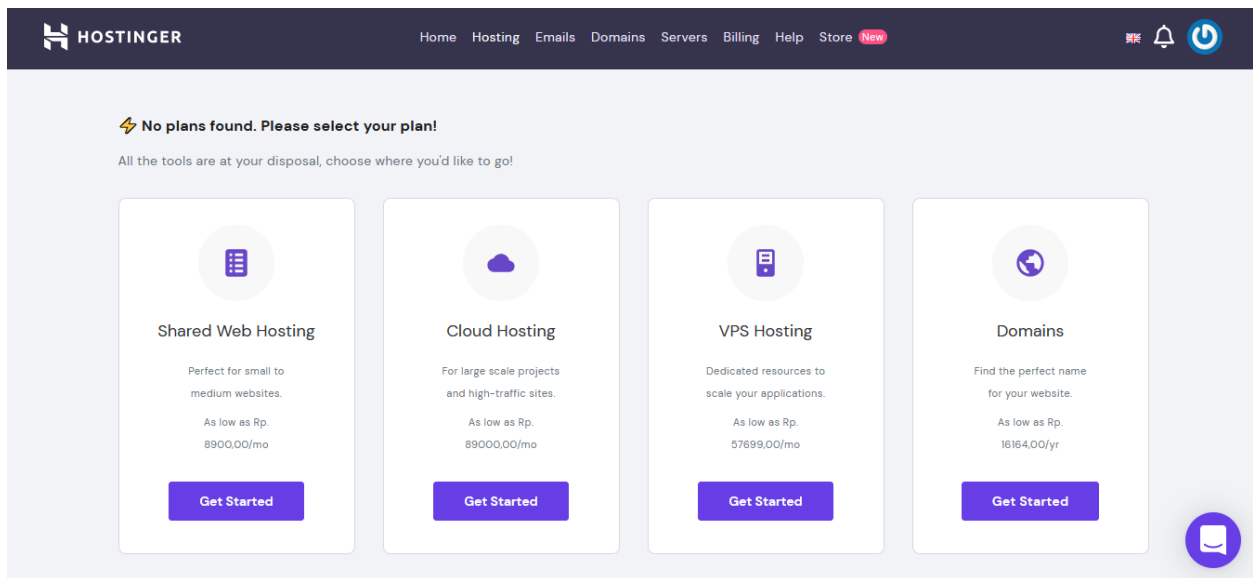 HOSTINGER
Home Hosting Emails Domains Servers Billing Help Store New
No plans found. Please select your plan!
All the tools are at your disposal, choose where you'd like to go!
Shared Web Hosting
Perfect for small to
medium websites.
As low as Rp.
8900,00/mo
Get Started
Cloud Hosting
For large scale projects
and high-traffic sites.
As low as Rp.
89000,00/mo
Get Started
VPS Hosting
Dedicated resources to
scale your applications.
As low as Rp.
57699,00/mo
Get Started
Domains
Find the perfect name
for your website.
As low as Rp.
16164,00/yr
Get Started